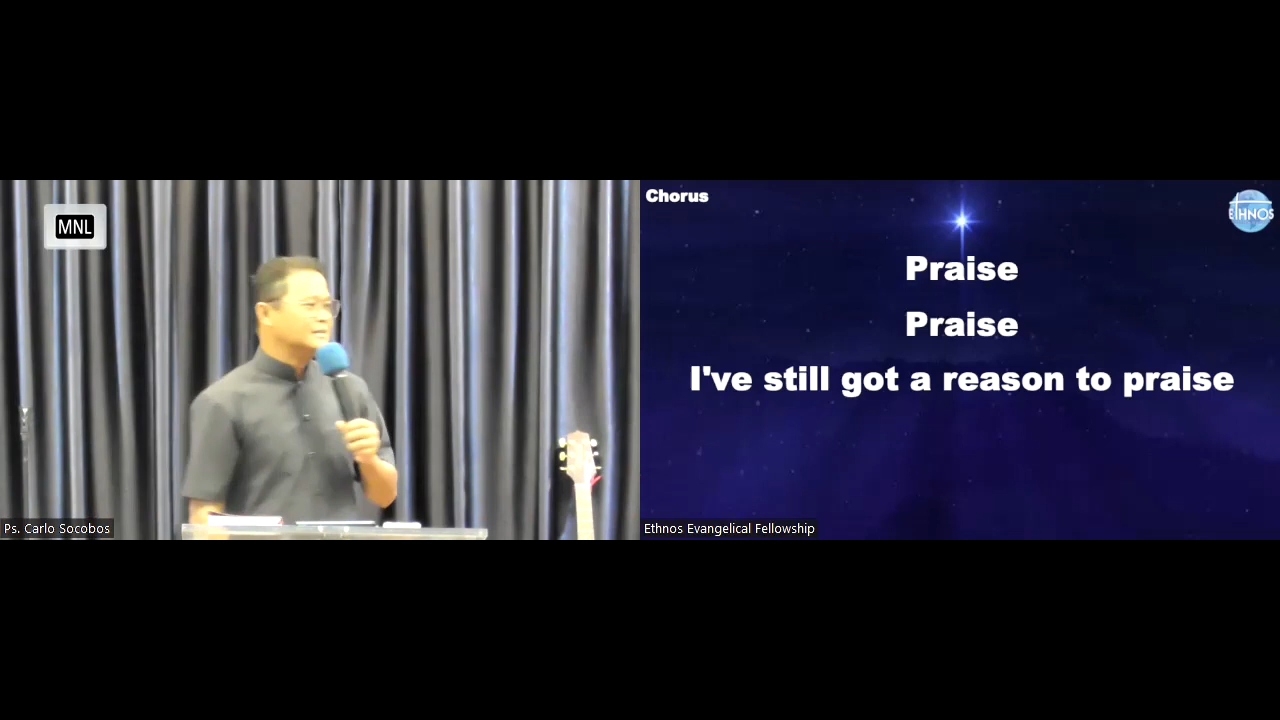 MNL
Ps. Carlo Socobos
Chorus
ETHNOS
Praise
Praise
I've still got a reason to praise
Ethnos Evangelical Fellowship